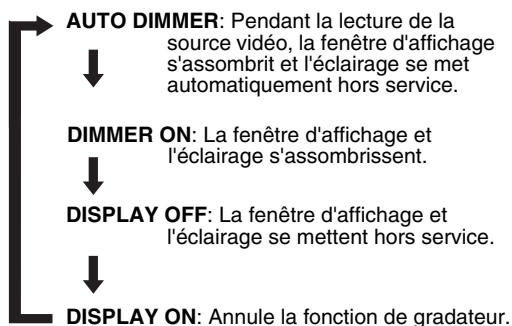 AUTO DIMMER: Pendant la lecture de la
source vidéo, la fenêtre d'affichage
s'assombrit et l'éclairage se met
automatiquement hors service.
DIMMER ON: La fenêtre d'affichage et
l'éclairage s'assombrissent.
DISPLAY OFF: La fenêtre d'affichage et
l'éclairage se mettent hors service.
DISPLAY ON: Annule la fonction de gradateur.